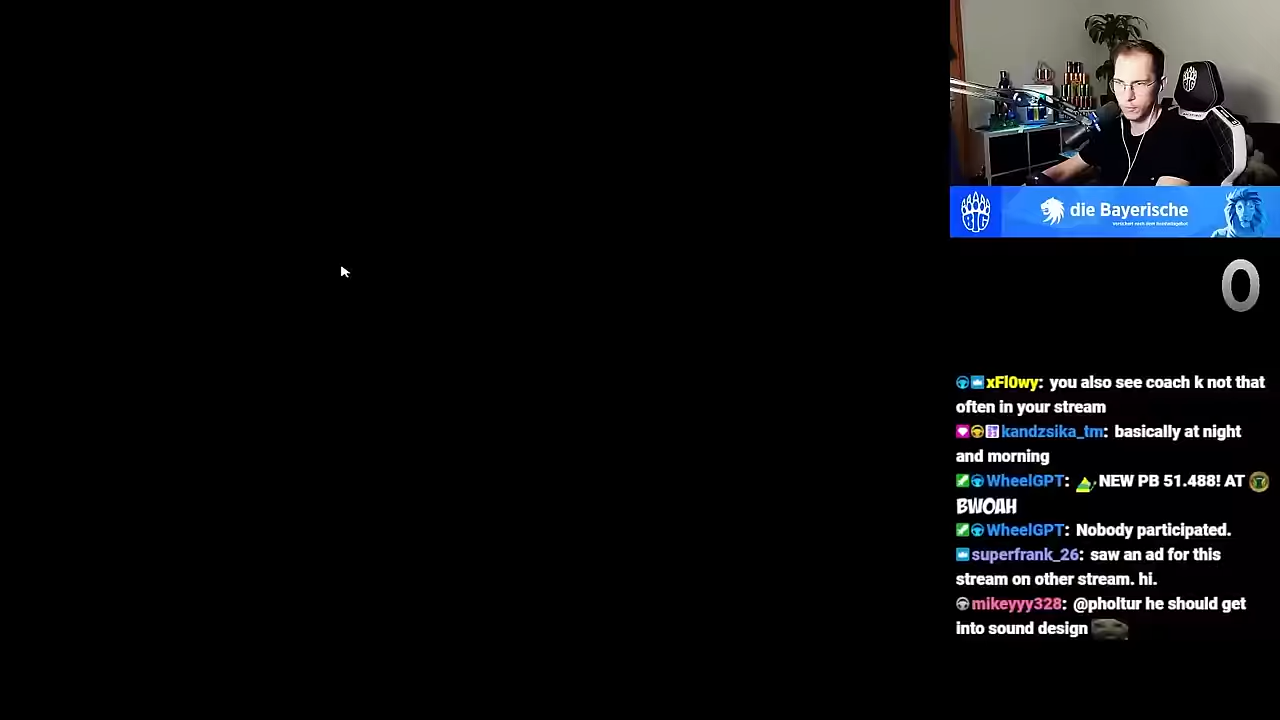 BIG
die Bayerische
BIG
0
xFl0wy: you also see coach k not that
often in your stream
kandzsika_tm: basically at night
and morning
WheelGPT: NEW PB 51.488! AT
BWOAH
WheelGPT: Nobody participated.
superfrank_26: saw an ad for this
stream on other stream. hi.
mikeyyy328: @pholtur he should get
into sound design